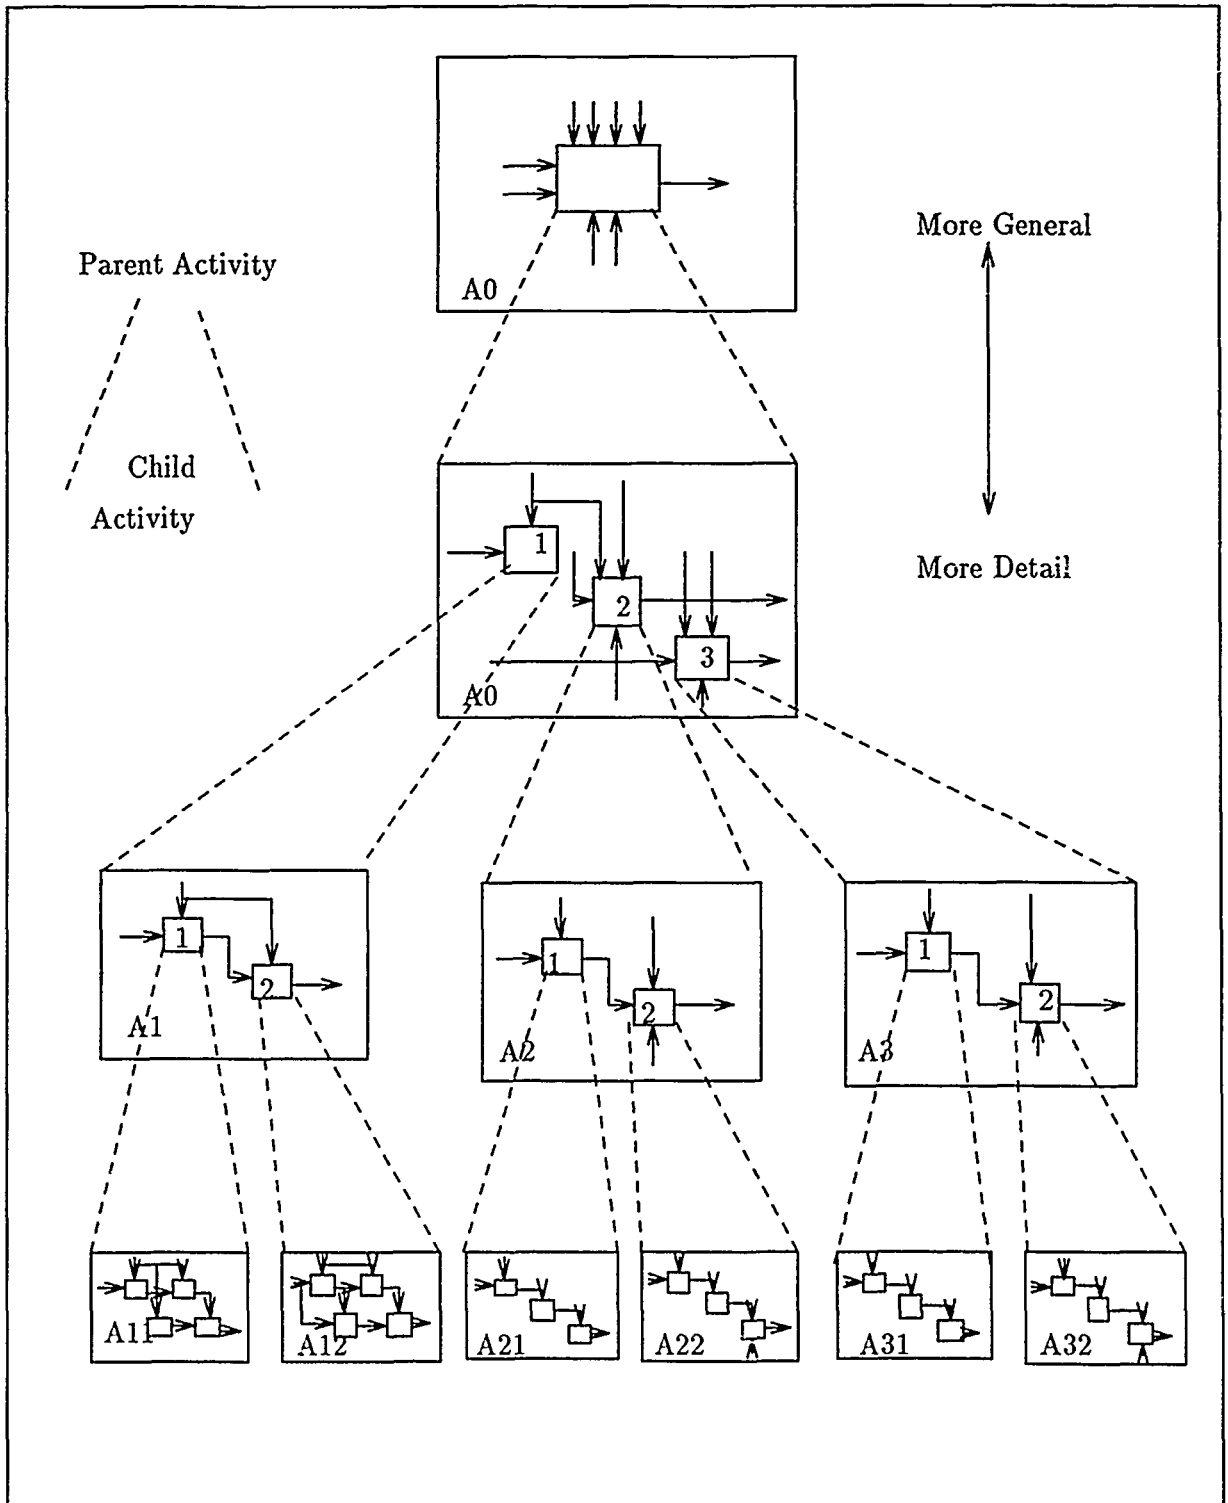 A0
More General
Parent Activity
Child
Activity
More Detail
1
2
3
A0
1
2
A1
1
2
A2
1
2
A3
A11
A12
A21
A22
A31
A32